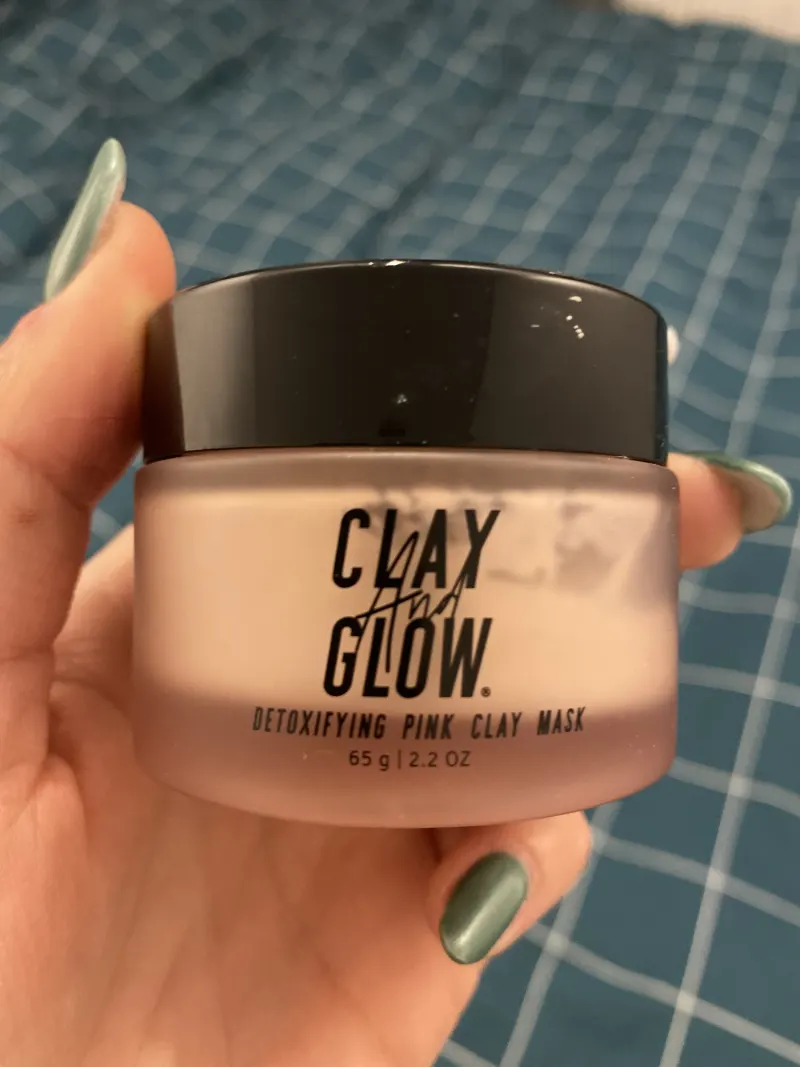 CLAY
And
GLOW®
DETOXIFYING PINK CLAY MASK
65 g | 2.2 OZ